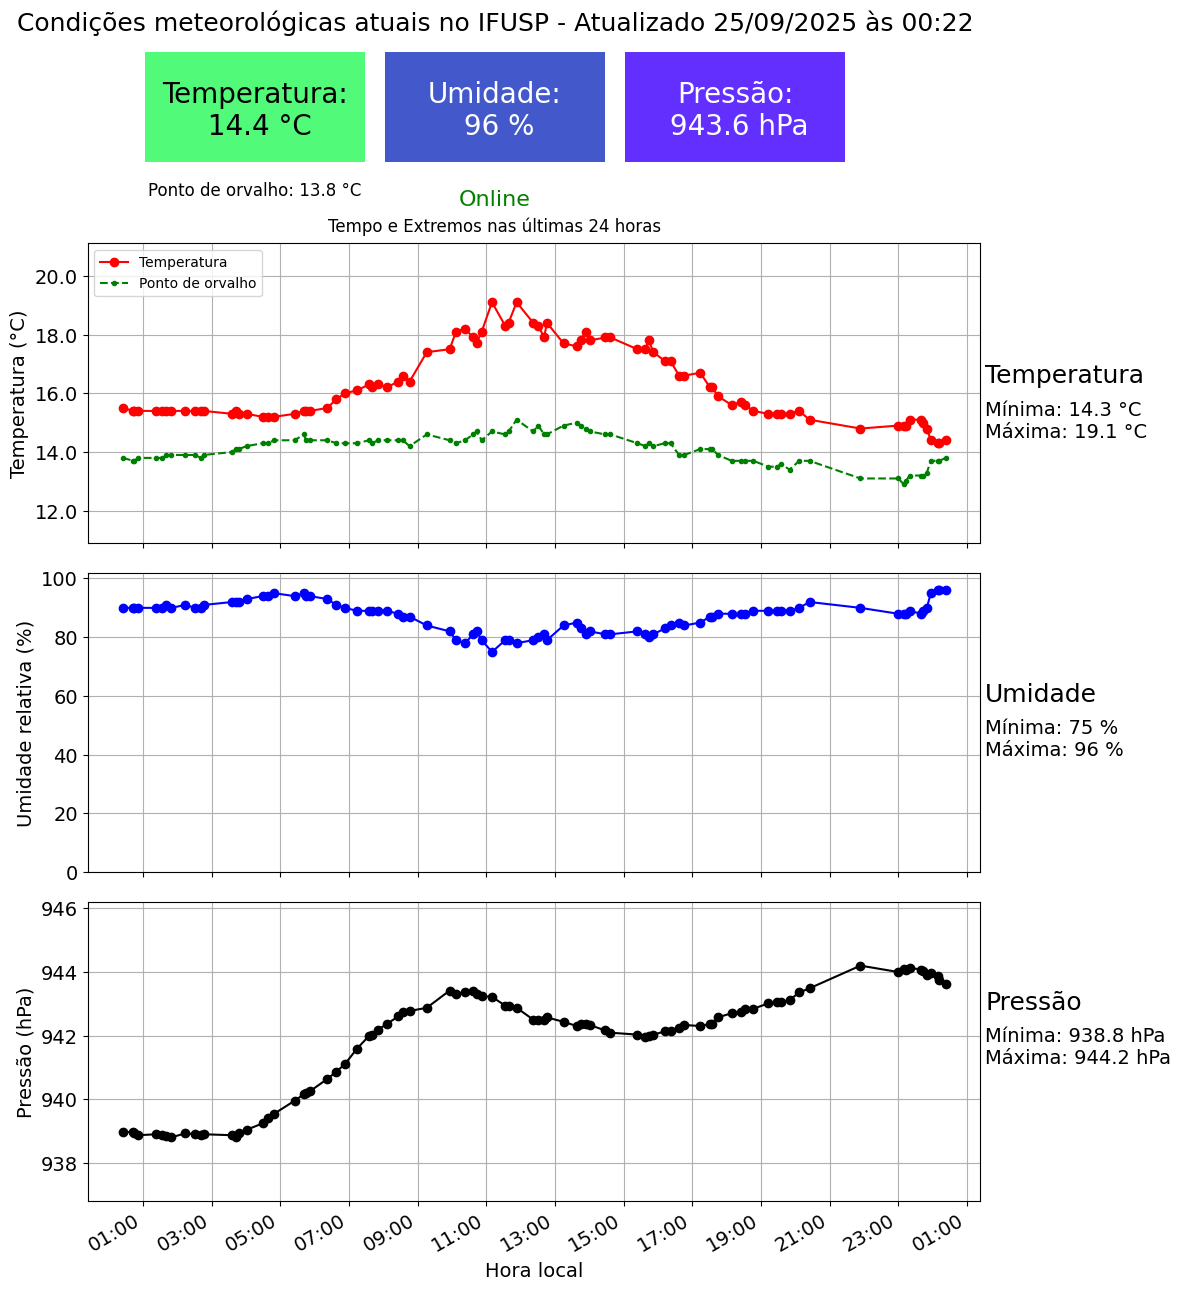 Condições meteorológicas atuais no IFUSP - Atualizado 25/09/2025 às 00:22
Temperatura:
14.4 °C
Umidade:
96 %
Pressão:
943.6 hPa
Ponto de orvalho: 13.8 °C
Online
Tempo e Extremos nas últimas 24 horas
Temperatura
Ponto de orvalho
Temperatura (°C)
20.0
18.0
16.0
14.0
12.0
Temperatura
Mínima: 14.3 °C
Máxima: 19.1 °C
Umidade relativa (%)
100
80
60
40
20
0
Umidade
Mínima: 75 %
Máxima: 96 %
Pressão (hPa)
946
944
942
940
938
Pressão
Mínima: 938.8 hPa
Máxima: 944.2 hPa
01:00 03:00 05:00 07:00 09:00 11:00 13:00 15:00 17:00 19:00 21:00 23:00 01:00
Hora local